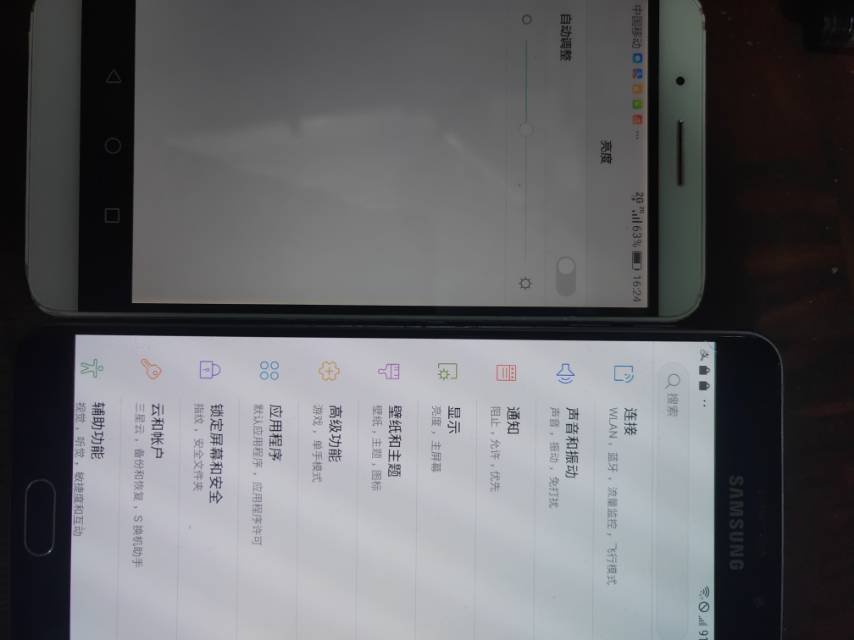 中国移动 ... 2G 2G 63% 16:24
亮度
自动调整
SAMSUNG
搜索
连接
WLAN，蓝牙，流量监控，飞行模式
声音和振动
声音，振动，免打扰
通知
阻止，允许，优先
显示
亮度，主屏幕
壁纸和主题
壁纸，主题，图标
高级功能
游戏，单手模式
应用程序
默认应用程序，应用程序许可
锁定屏幕和安全
指纹，安全文件夹
云和帐户
三星云，备份和恢复，S 换机助手
辅助功能
视觉，听觉，敏捷度和互动